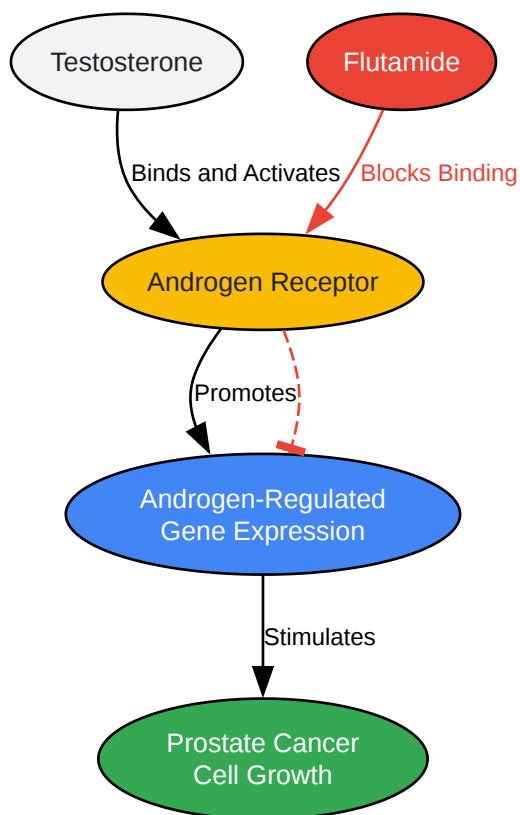 Testosterone
Flutamide
Binds and Activates
Blocks Binding
Androgen Receptor
Promotes
Androgen-Regulated
Gene Expression
Stimulates
Prostate Cancer
Cell Growth